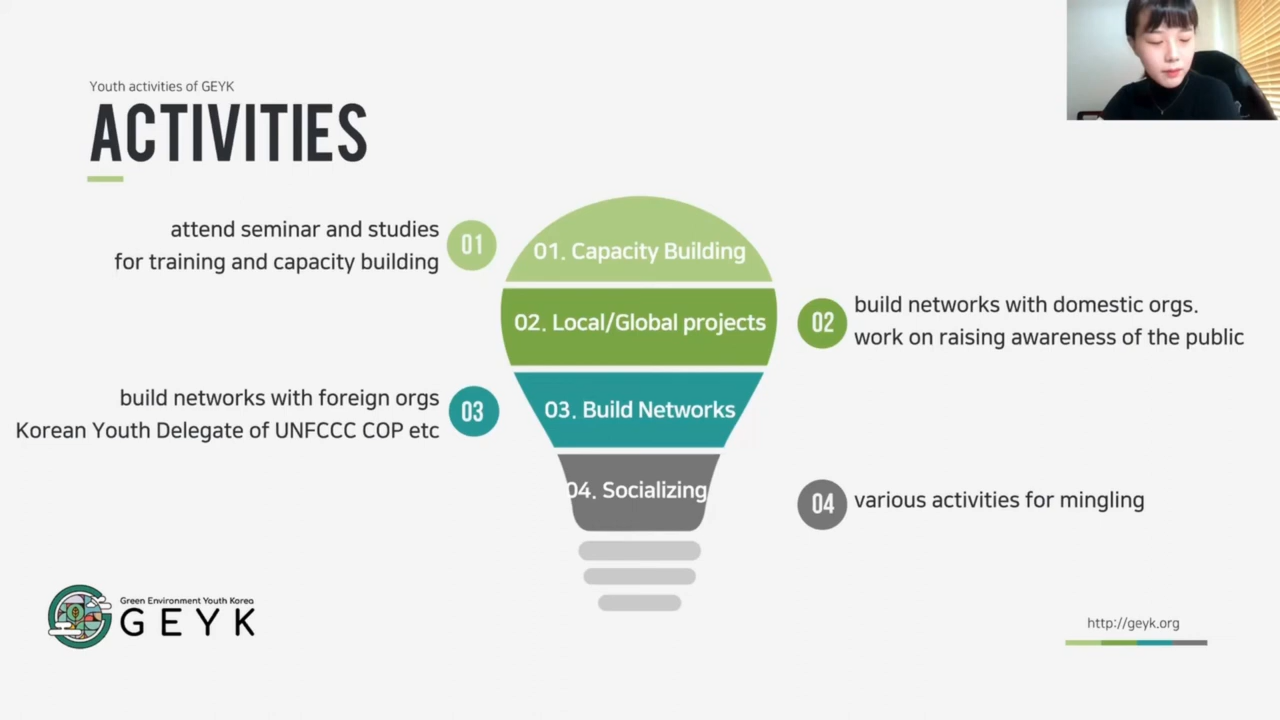 Youth activities of GEYK
ACTIVITIES
attend seminar and studies
for training and capacity building
01
01. Capacity Building
02. Local/Global projects
02
build networks with domestic orgs.
work on raising awareness of the public
build networks with foreign orgs
Korean Youth Delegate of UNFCCC COP etc
03
03. Build Networks
04. Socializing
04
various activities for mingling
Green Environment Youth Korea
GEYK
http://geyk.org